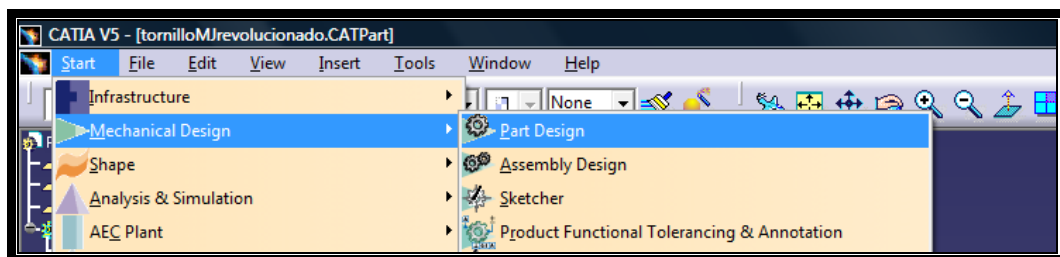 CATIA V5 - [tornilloMJrevolucionado.CATPart]
Start File Edit View Insert Tools Window Help
Infrastructure None
Mechanical Design Part Design
Shape Assembly Design
Analysis & Simulation Sketcher
AEC Plant Product Functional Tolerancing & Annotation